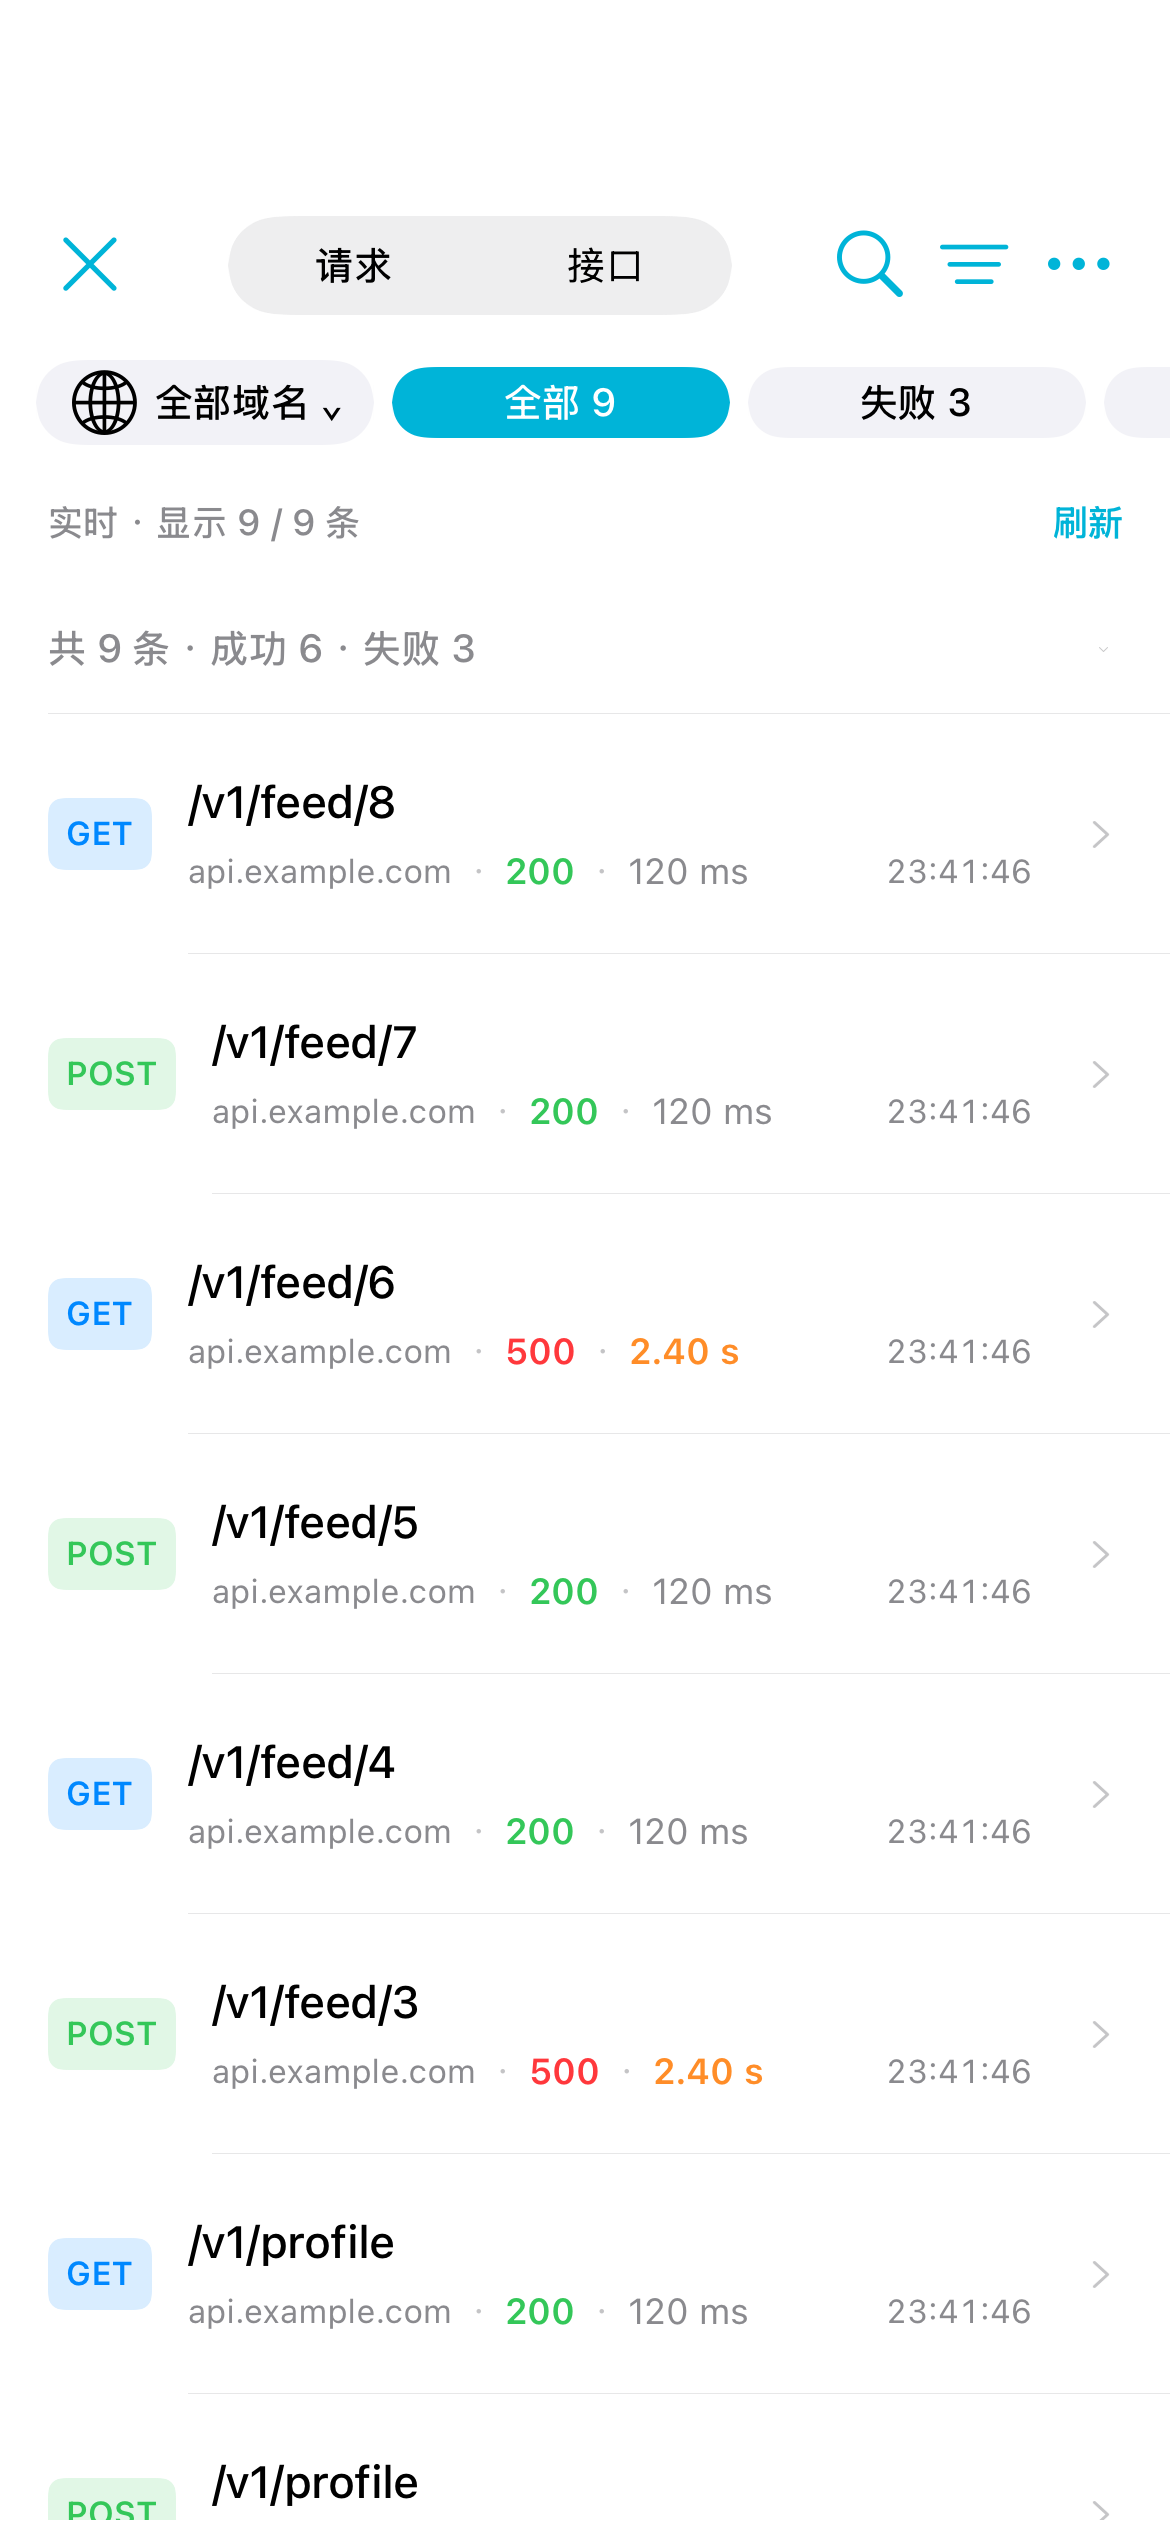 请求 接口
全部域名 全部 9 失败 3
实时 · 显示 9 / 9 条 刷新
共 9 条 · 成功 6 · 失败 3
/v1/feed/8
GET
api.example.com · 200 · 120 ms 23:41:46
/v1/feed/7
POST
api.example.com · 200 · 120 ms 23:41:46
/v1/feed/6
GET
api.example.com · 500 · 2.40 s 23:41:46
/v1/feed/5
POST
api.example.com · 200 · 120 ms 23:41:46
/v1/feed/4
GET
api.example.com · 200 · 120 ms 23:41:46
/v1/feed/3
POST
api.example.com · 500 · 2.40 s 23:41:46
/v1/profile
GET
api.example.com · 200 · 120 ms 23:41:46
/v1/profile
POST